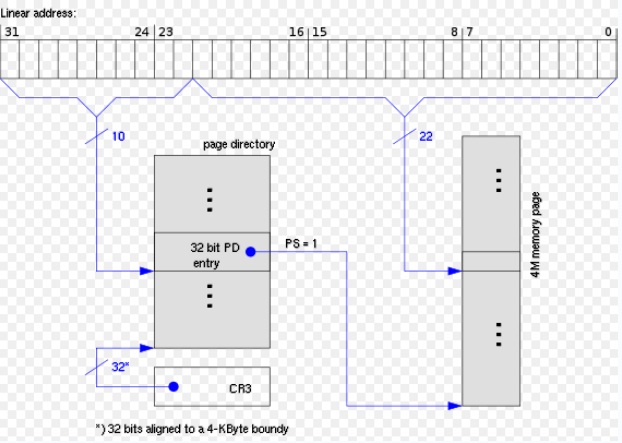 Linear address:
31 24 23 16 15 8 7 0
10
22
page directory
32 bit PD
entry
PS = 1
4M memory page
32*
CR3
*) 32 bits aligned to a 4-KByte boundy